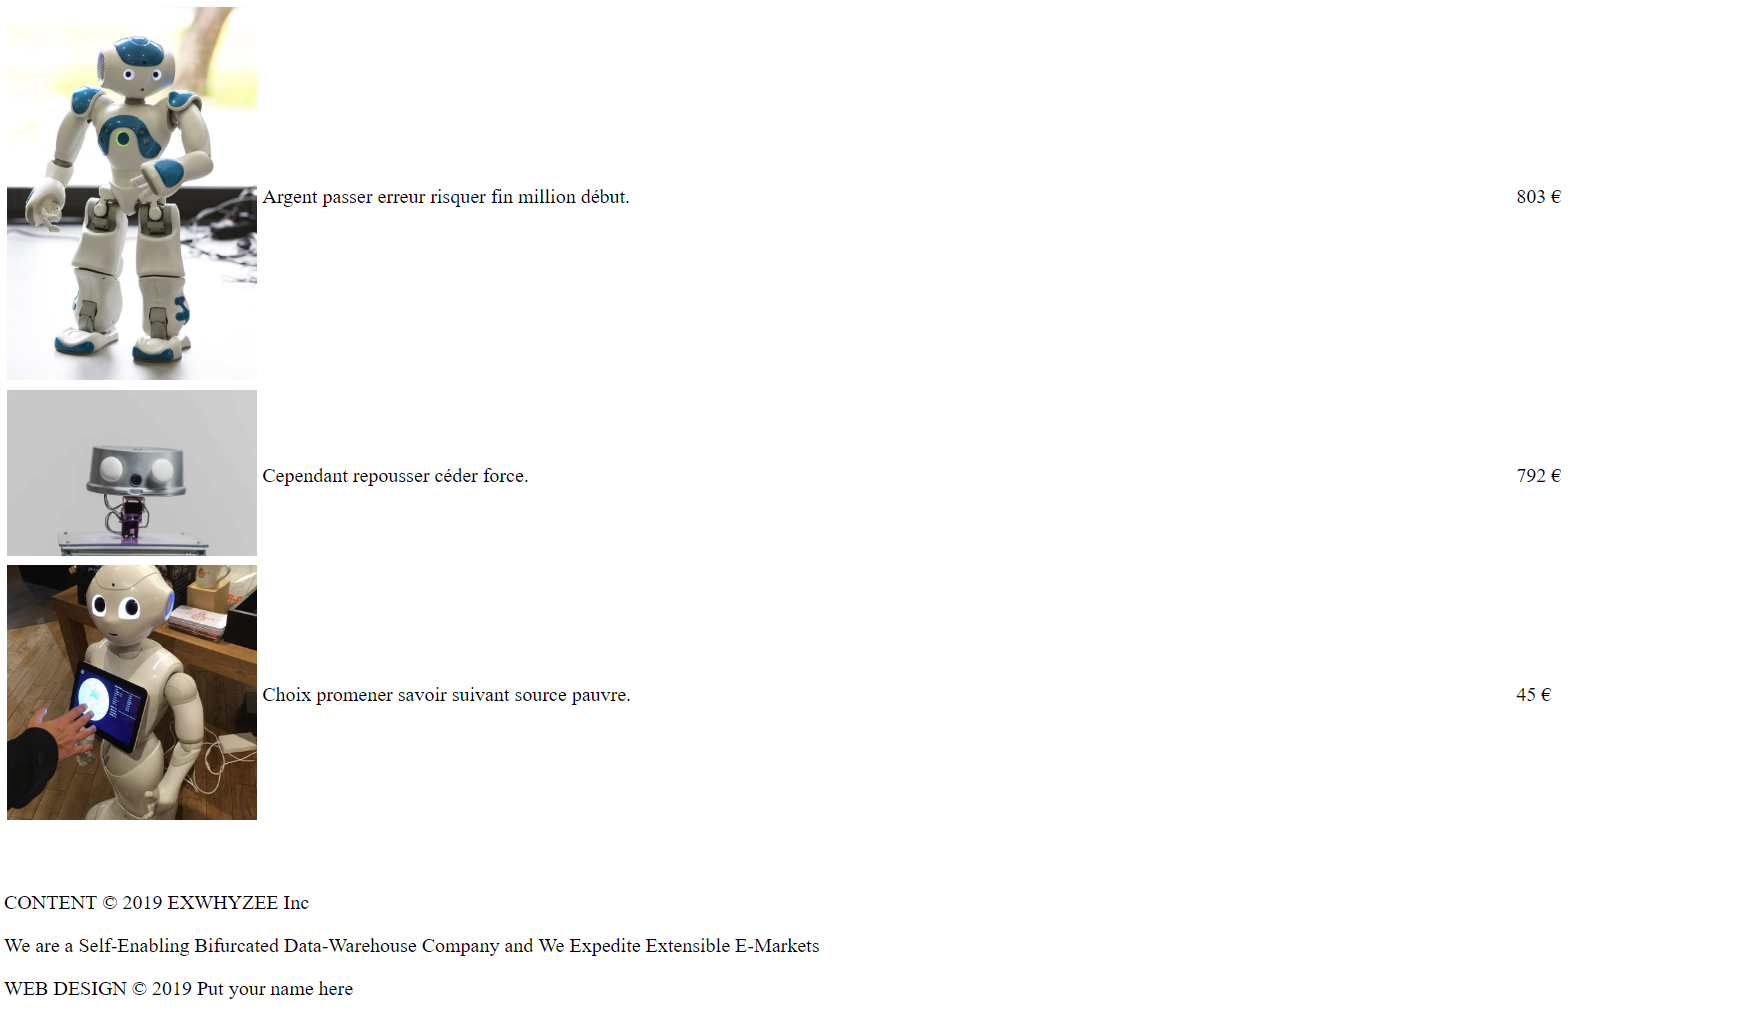 Argent passer erreur risquer fin million début. 803 €
Cependant repousser céder force. 792 €
Choix promener savoir suivant source pauvre. 45 €
CONTENT © 2019 EXWHYZEE Inc
We are a Self-Enabling Bifurcated Data-Warehouse Company and We Expedite Extensible E-Markets
WEB DESIGN © 2019 Put your name here